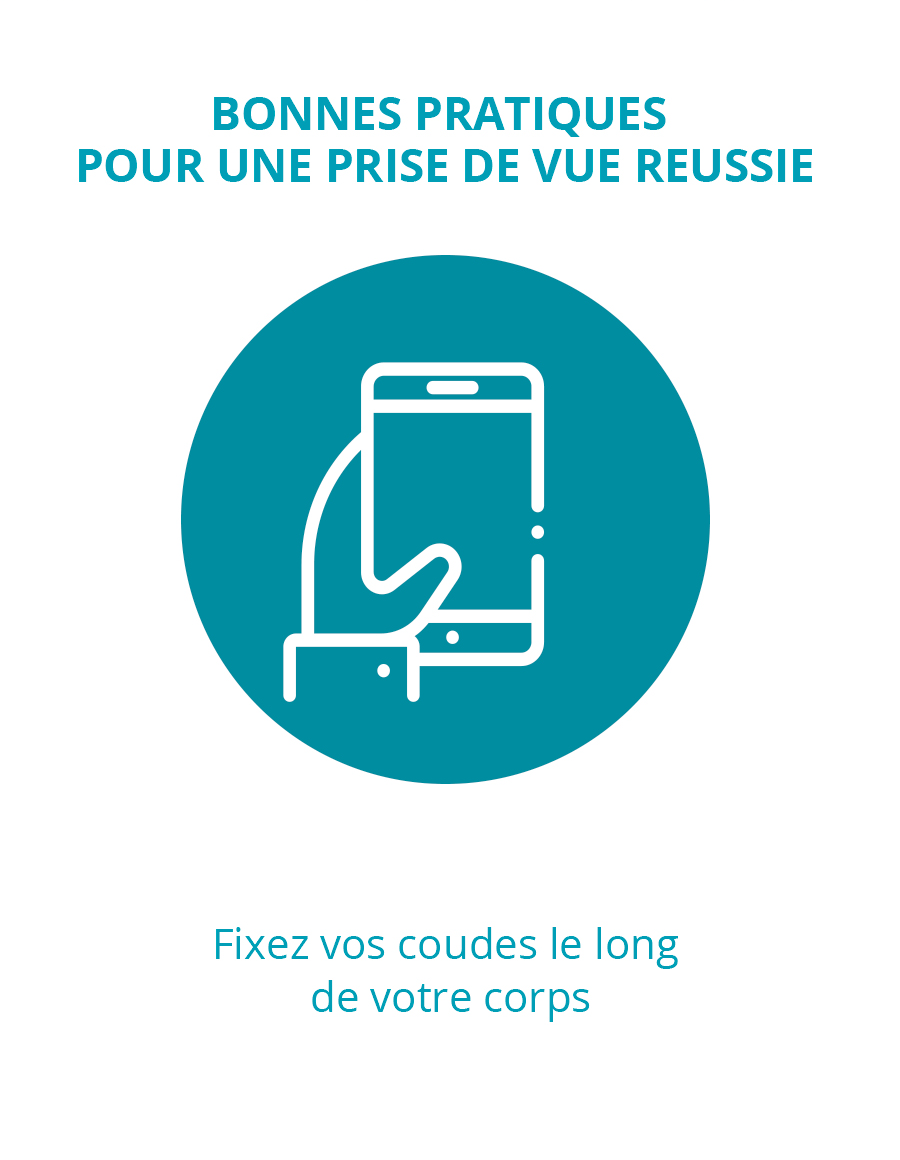 BONNES PRATIQUES
POUR UNE PRISE DE VUE REUSSIE
Fixez vos coudes le long
de votre corps